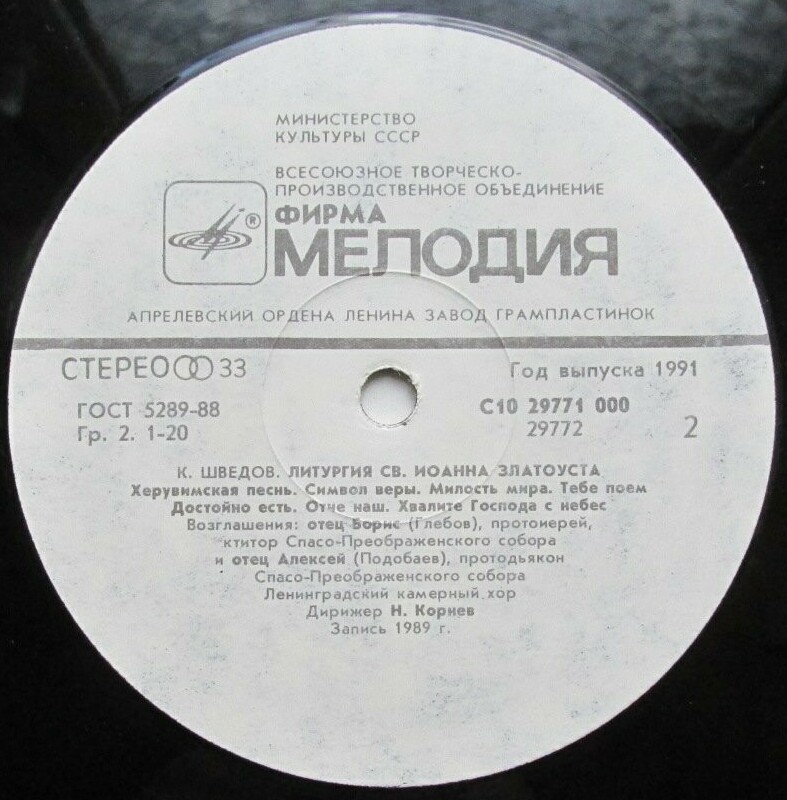 МИНИСТЕРСТВО
КУЛЬТУРЫ СССР
ВСЕСОЮЗНОЕ ТВОРЧЕСКО-
ПРОИЗВОДСТВЕННОЕ ОБЪЕДИНЕНИЕ
®
ФИРМА
МЕЛОДИЯ
АПРЕЛЕВСКИЙ ОРДЕНА ЛЕНИНА ЗАВОД ГРАМПЛАСТИНОК
СТЕРЕО 33
Год выпуска 1991
ГОСТ 5289-88
С10 29771 000
Гр. 2. 1-20
29772
2
К. ШВЕДОВ. ЛИТУРГИЯ СВ. ИОАННА ЗЛАТОУСТА
Херувимская песнь. Символ веры. Милость мира. Тебе поем
Достойно есть. Отче наш. Хвалите Господа с небес
Возглашения: отец Борис (Глебов), протоиерей,
ктитор Спасо-Преображенского собора
и отец Алексей (Подобаев), протодьякон
Спасо-Преображенского собора
Ленинградский камерный хор
Дирижер Н. Корнев
Запись 1989 г.